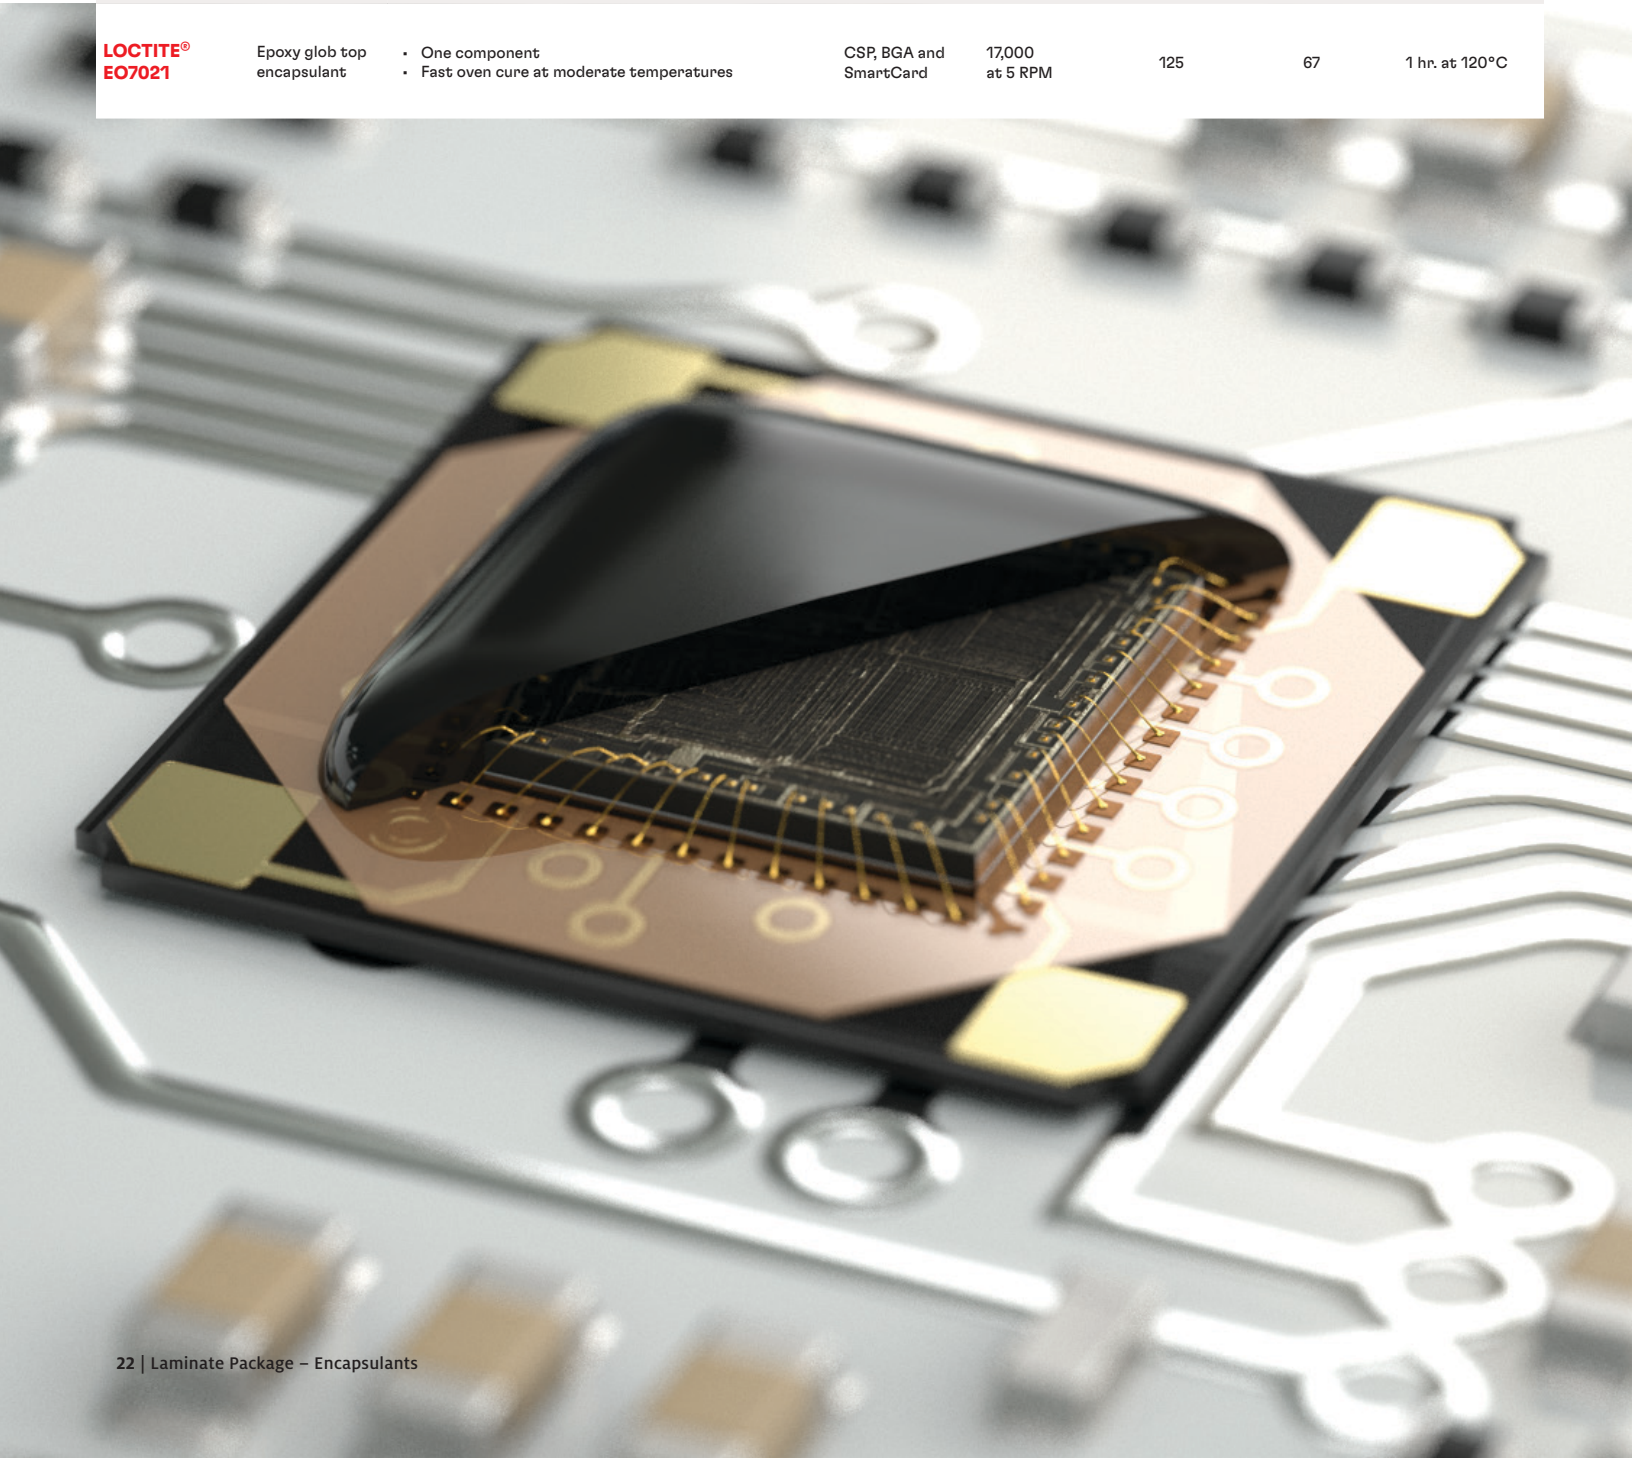 LOCTITE®
EO7021
Epoxy glob top
encapsulant
• One component
• Fast oven cure at moderate temperatures
CSP, BGA and
SmartCard
17,000
at 5 RPM
125
67
1 hr. at 120°C
22 | Laminate Package – Encapsulants